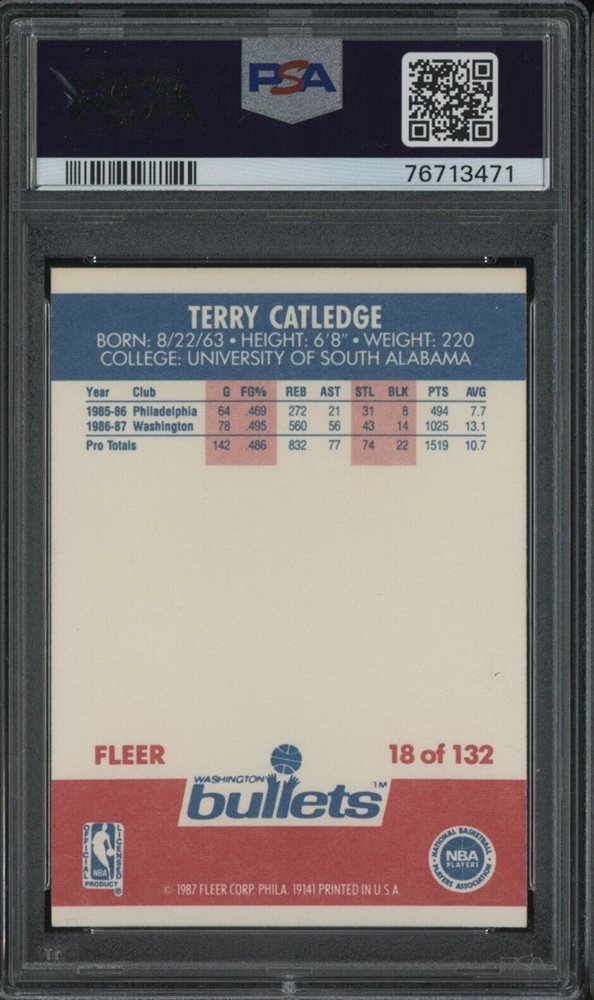 PSA
76713471
TERRY CATLEDGE
BORN: 8/22/63 • HEIGHT: 6'8" • WEIGHT: 220
COLLEGE: UNIVERSITY OF SOUTH ALABAMA
Year Club G FG% REB AST STL BLK PTS AVG
1985-86 Philadelphia 64 .469 272 21 31 8 494 7.7
1986-87 Washington 78 .495 560 56 43 14 1025 13.1
Pro Totals 142 .486 832 77 74 22 1519 10.7
FLEER 18 of 132
WASHINGTON
bullets™
OFFICIAL LICENSED
NBA
PRODUCT ®
NATIONAL BASKETBALL
NBA
PLAYERS
PLAYERS ASSOCIATION
© 1987 FLEER CORP. PHILA. 19141 PRINTED IN U.S.A.
PSA